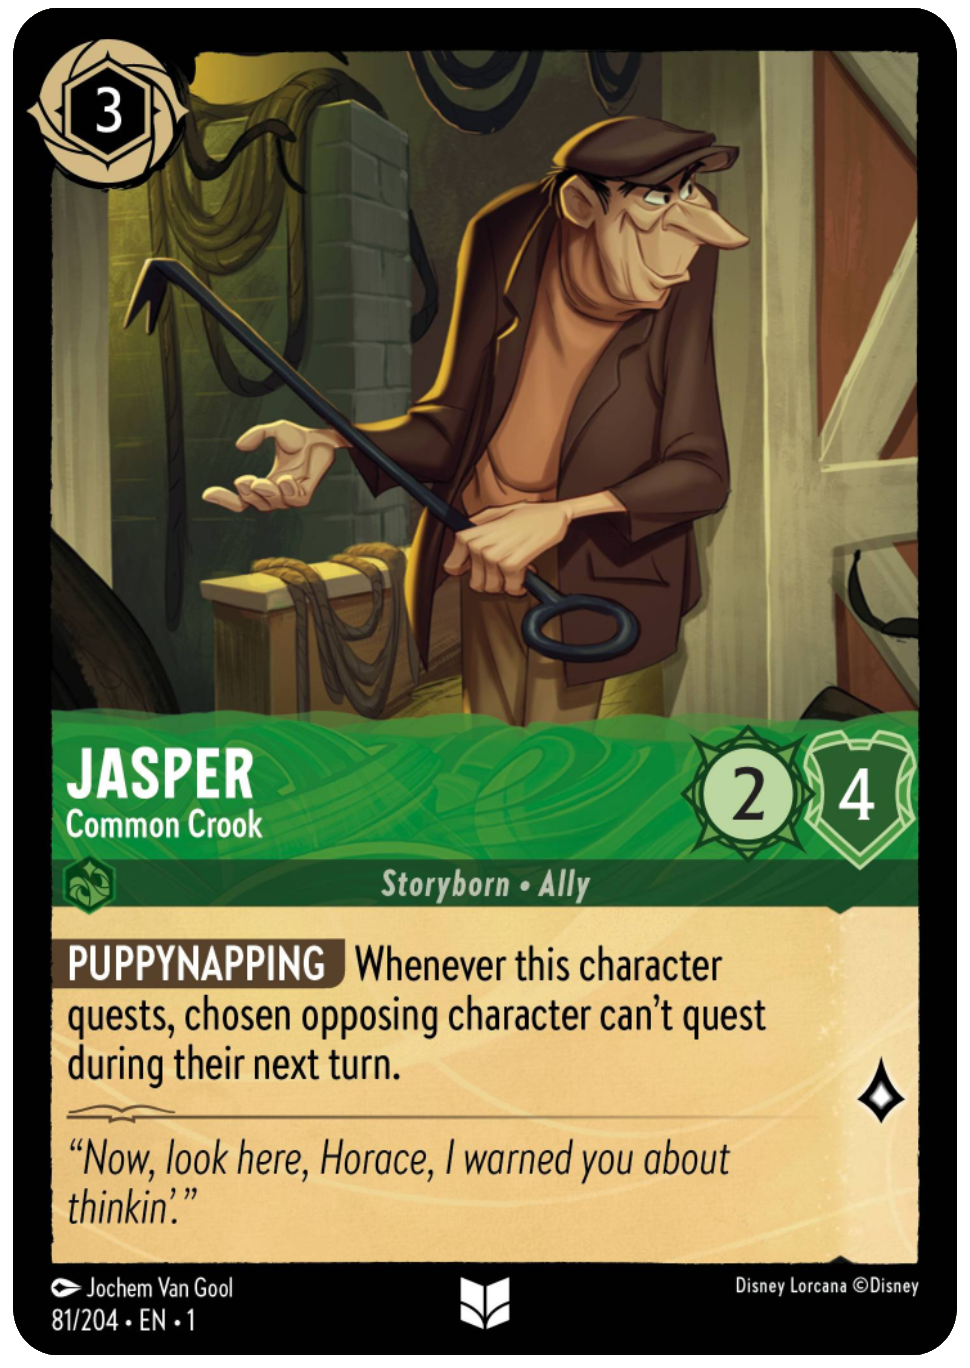 3
JASPER
Common Crook
2
4
Storyborn • Ally
PUPPYNAPPING Whenever this character
quests, chosen opposing character can’t quest
during their next turn.
“Now, look here, Horace, I warned you about
thinkin’.”
Jochem Van Gool
Disney Lorcana ©Disney
81/204 • EN • 1